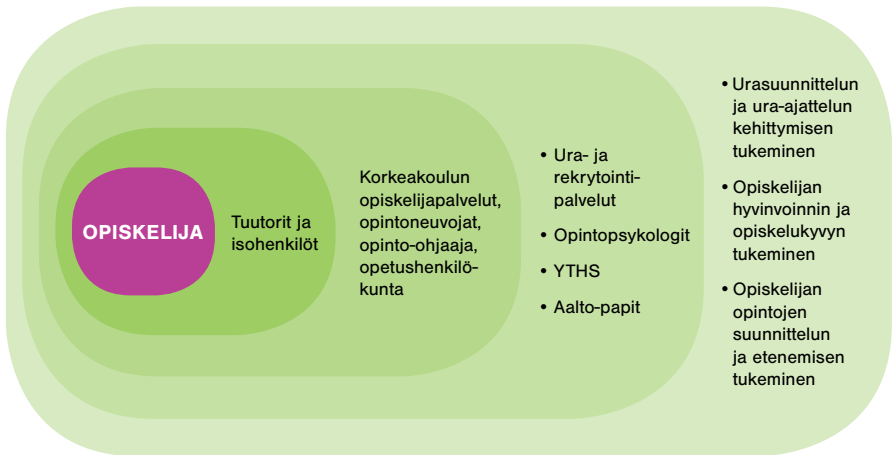 OPISKELIJA
Tuutorit ja
isohenkilöt
Korkeakoulun
opiskelijapalvelut,
opintoneuvojat,
opinto-ohjaaja,
opetushenkilö-
kunta
• Ura- ja
rekrytointi-
palvelut
• Opintopsykologit
• YTHS
• Aalto-papit
• Urasuunnittelun
ja ura-ajattelun
kehittymisen
tukeminen
• Opiskelijan
hyvinvoinnin ja
opiskelukyvyn
tukeminen
• Opiskelijan
opintojen
suunnittelun
ja etenemisen
tukeminen